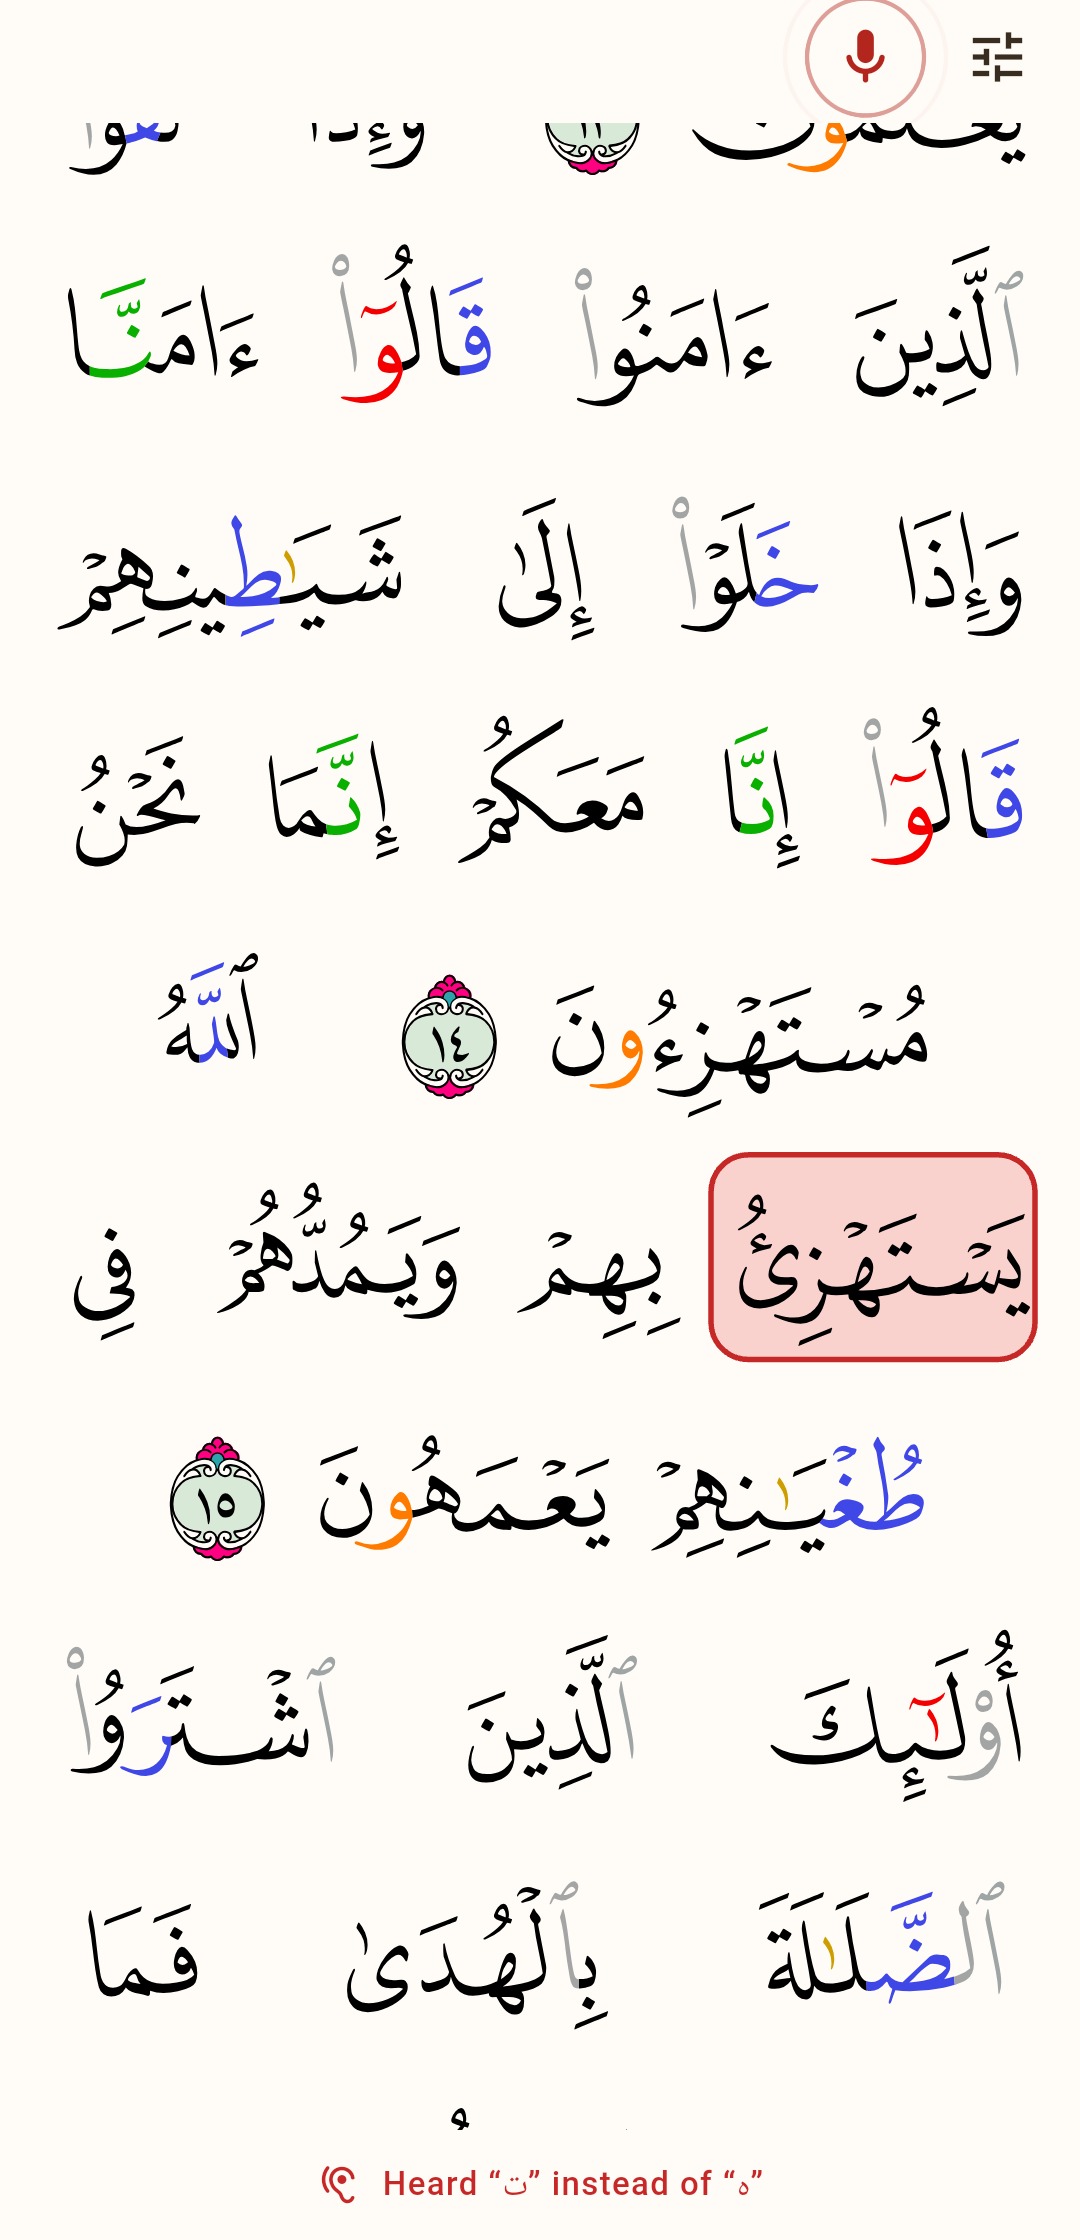 ٱلَّذِينَ ءَامَنُوا۟ قَالُوٓا۟ ءَامَنَّا
وَإِذَا خَلَوْا۟ إِلَىٰ شَيَـٰطِينِهِمْ
قَالُوٓا۟ إِنَّا مَعَكُمْ إِنَّمَا نَحْنُ
مُسْتَهْزِءُونَ ١٤ ٱللَّهُ
يَسْتَهْزِئُ بِهِمْ وَيَمُدُّهُمْ فِى
طُغْيَـٰنِهِمْ يَعْمَهُونَ ١٥
أُو۟لَـٰٓئِكَ ٱلَّذِينَ ٱشْتَرَوُا۟
ٱلضَّلَـٰلَةَ بِٱلْهُدَىٰ فَمَا
Heard “ت” instead of “ه”